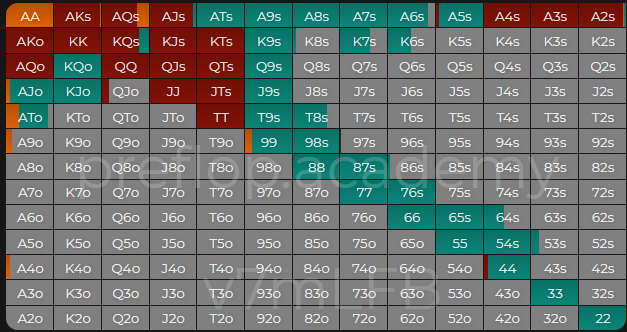 AA AKs AQs AJs ATs A9s A8s A7s A6s A5s A4s A3s A2s
AKo KK KQs KJs KTs K9s K8s K7s K6s K5s K4s K3s K2s
AQo KQo QQ QJs QTs Q9s Q8s Q7s Q6s Q5s Q4s Q3s Q2s
AJo KJo QJo JJ JTs J9s J8s J7s J6s J5s J4s J3s J2s
ATo KTo QTo JTo TT T9s T8s T7s T6s T5s T4s T3s T2s
A9o K9o Q9o J9o T9o 99 98s 97s 96s 95s 94s 93s 92s
A8o K8o Q8o J8o T8o 98o 88 87s 86s 85s 84s 83s 82s
preflop.academy
A7o K7o Q7o J7o T7o 97o 87o 77 76s 75s 74s 73s 72s
A6o K6o Q6o J6o T6o 96o 86o 76o 66 65s 64s 63s 62s
A5o K5o Q5o J5o T5o 95o 85o 75o 65o 55 54s 53s 52s
A4o K4o Q4o J4o T4o 94o 84o 74o 64o 54o 44 43s 42s
v7mLFB
A3o K3o Q3o J3o T3o 93o 83o 73o 63o 53o 43o 33 32s
A2o K2o Q2o J2o T2o 92o 82o 72o 62o 52o 42o 32o 22